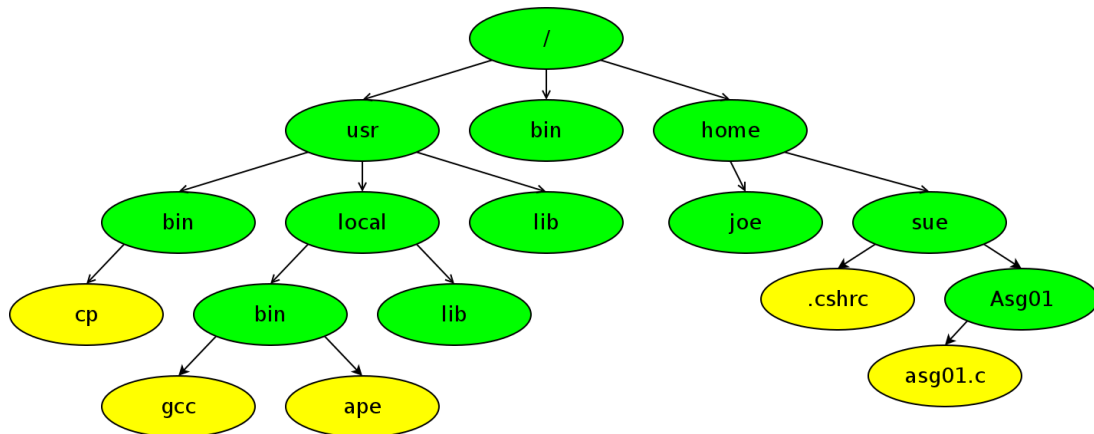 /
usr
bin
home
bin
local
lib
joe
sue
cp
bin
lib
.cshrc
Asg01
gcc
ape
asg01.c